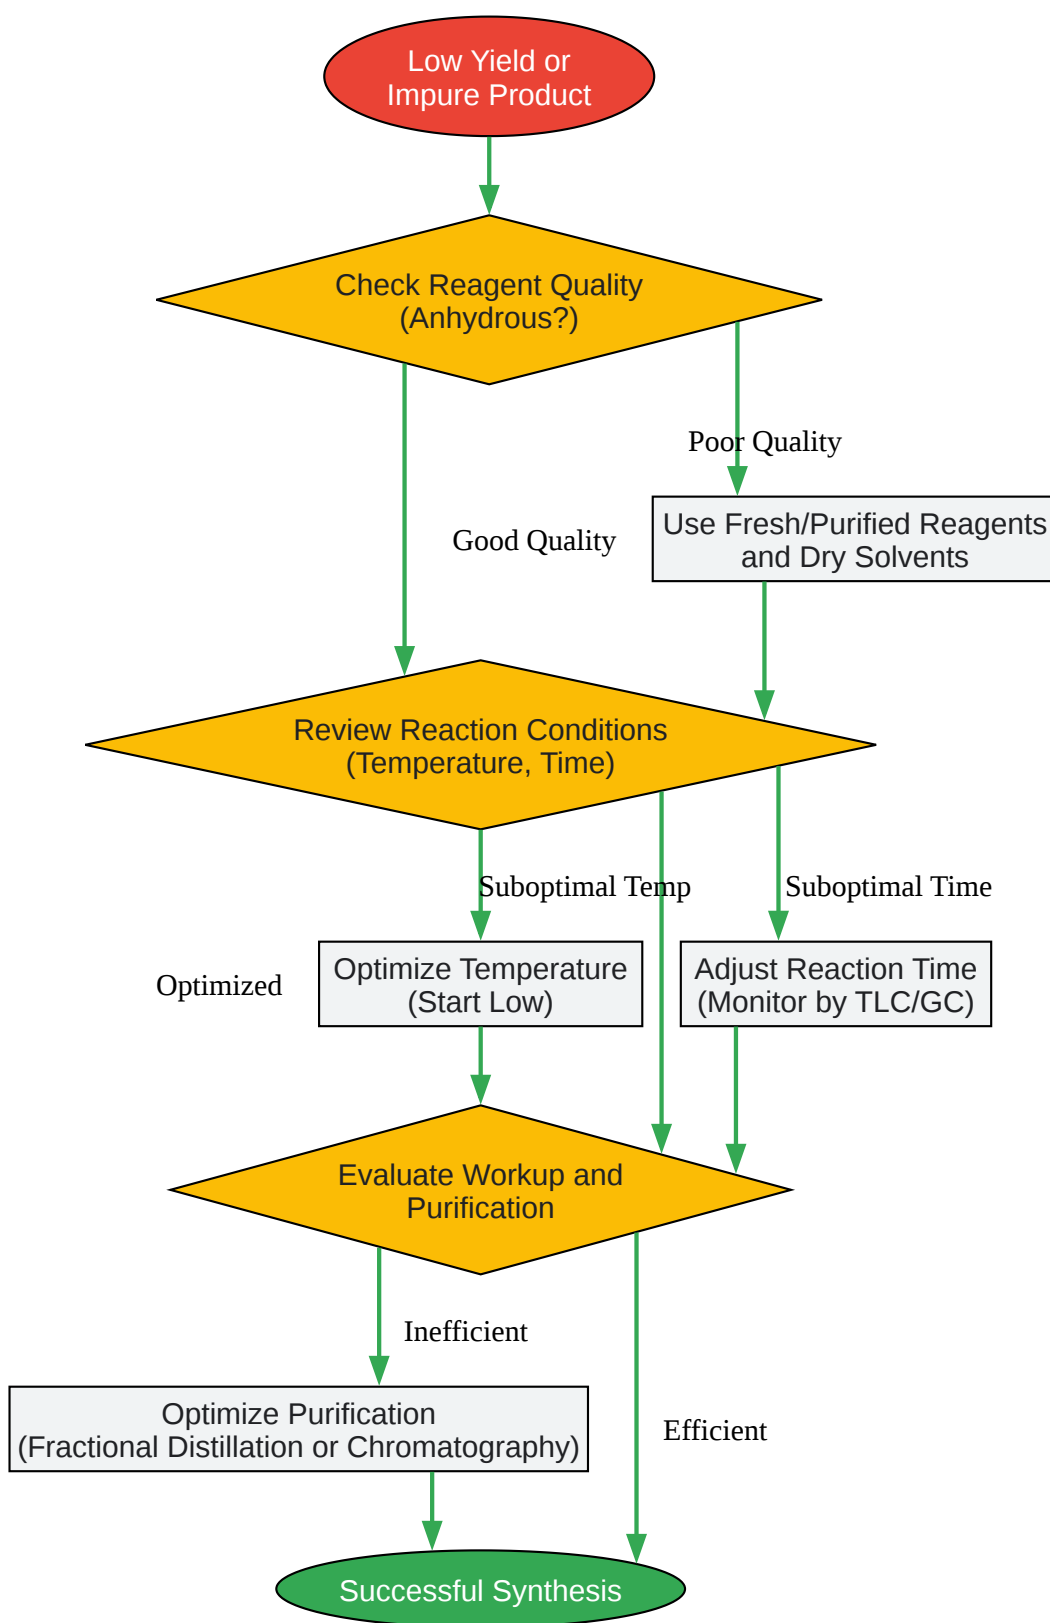 Low Yield or
Impure Product
Check Reagent Quality
(Anhydrous?)
Poor Quality
Good Quality
Use Fresh/Purified Reagents
and Dry Solvents
Review Reaction Conditions
(Temperature, Time)
Suboptimal Temp
Suboptimal Time
Optimized
Optimize Temperature
(Start Low)
Adjust Reaction Time
(Monitor by TLC/GC)
Evaluate Workup and
Purification
Inefficient
Optimize Purification
(Fractional Distillation or Chromatography)
Efficient
Successful Synthesis